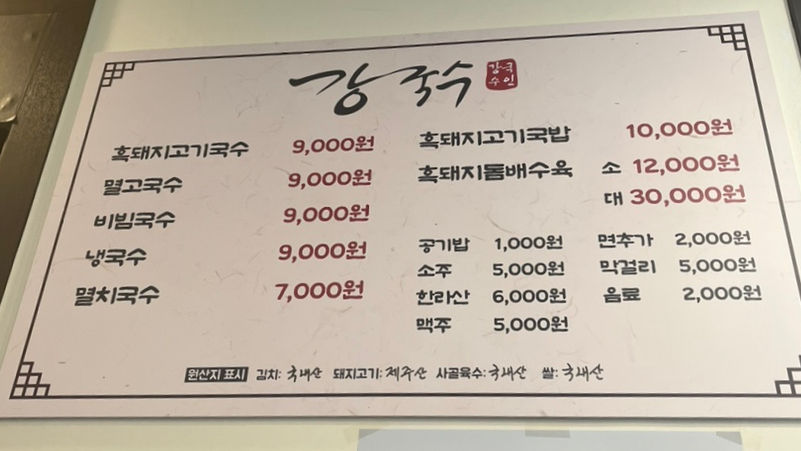 강국수 강국수인
흑돼지고기국수 9,000원
멸고국수 9,000원
비빔국수 9,000원
냉국수 9,000원
멸치국수 7,000원
흑돼지고기국밥 10,000원
흑돼지돔배수육 소 12,000원
대 30,000원
공기밥 1,000원
소주 5,000원
한라산 6,000원
맥주 5,000원
면추가 2,000원
막걸리 5,000원
음료 2,000원
원산지 표시 김치: 국내산 돼지고기: 제주산 사골육수: 국내산 쌀: 국내산